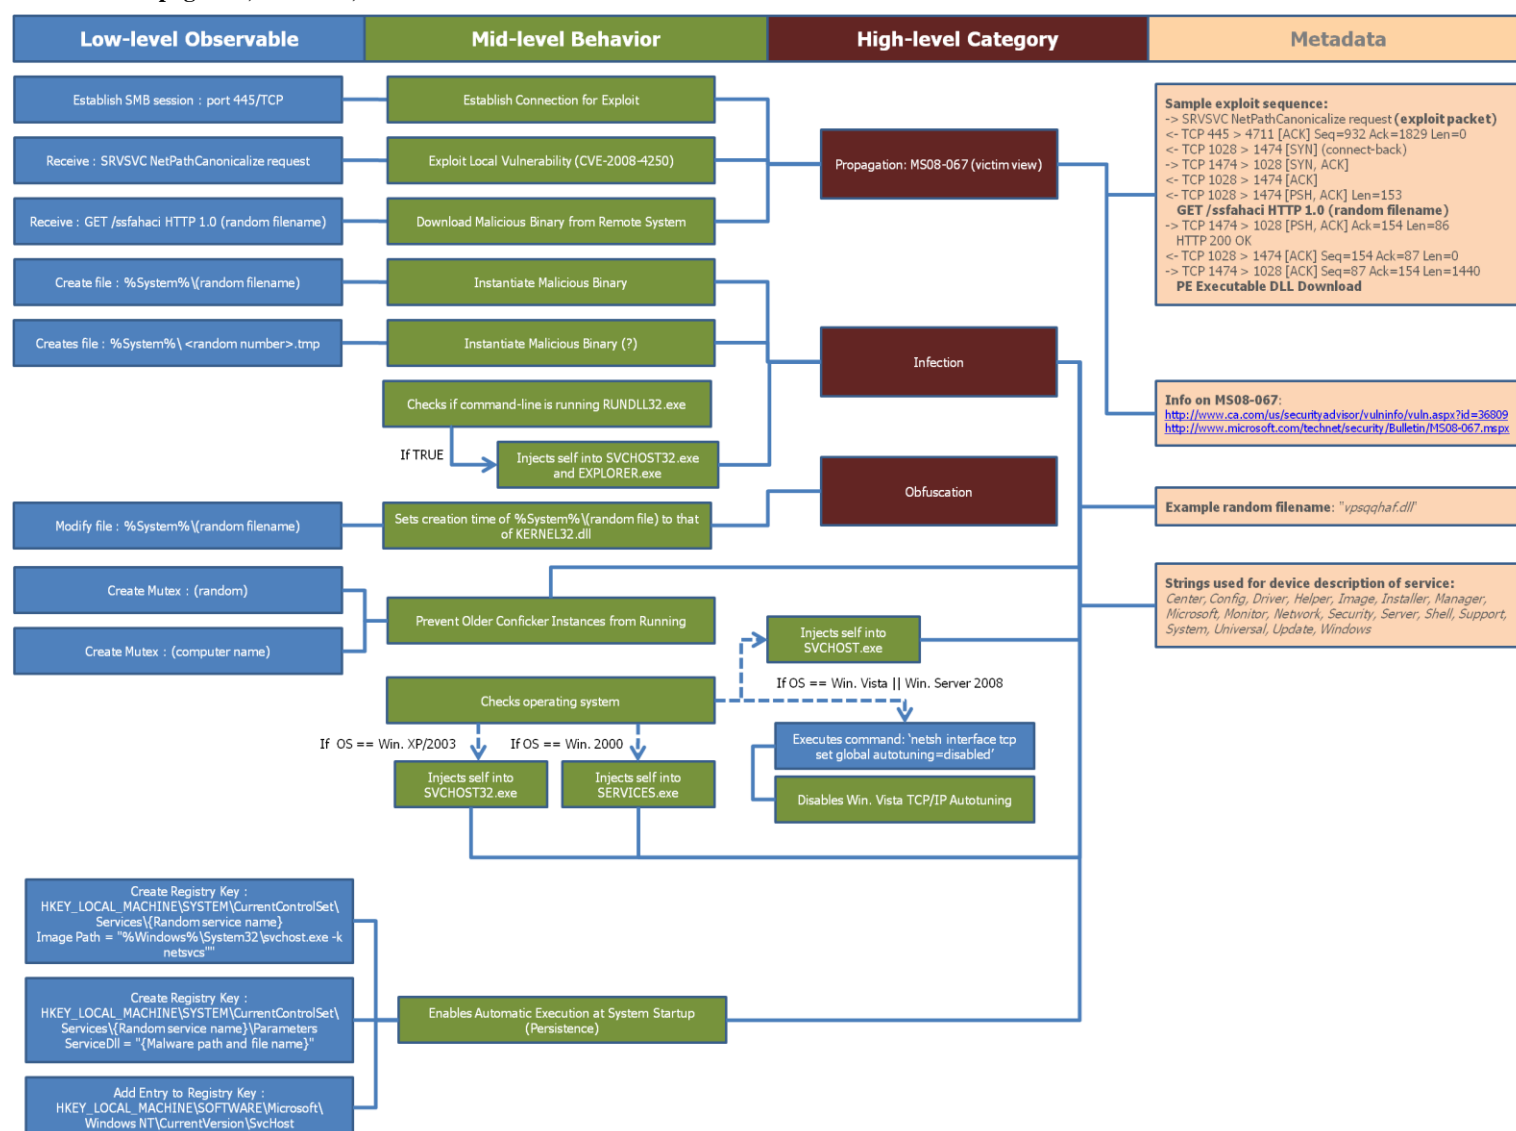 Low-level Observable
Mid-level Behavior
High-level Category
Metadata
Establish SMB session : port 445/TCP
Establish Connection for Exploit
Receive : SRVSVC NetPathCanonicalize request
Exploit Local Vulnerability (CVE-2008-4250)
Propagation: MS08-067 (victim view)
Receive : GET /ssfahaci HTTP 1.0 (random filename)
Download Malicious Binary from Remote System
Sample exploit sequence:
-> SRVSVC NetPathCanonicalize request (exploit packet)
<- TCP 445 > 4711 [ACK] Seq=932 Ack=1829 Len=0
<- TCP 1028 > 1474 [SYN] (connect-back)
-> TCP 1474 > 1028 [SYN, ACK]
<- TCP 1028 > 1474 [ACK]
<- TCP 1028 > 1474 [PSH, ACK] Len=153
GET /ssfahaci HTTP 1.0 (random filename)
-> TCP 1474 > 1028 [PSH, ACK] Ack=154 Len=86
HTTP 200 OK
<- TCP 1028 > 1474 [ACK] Seq=154 Ack=87 Len=0
-> TCP 1474 > 1028 [ACK] Seq=87 Ack=154 Len=1440
PE Executable DLL Download
Create file : %System%\(random filename)
Instantiate Malicious Binary
Creates file : %System%\ <random number>.tmp
Instantiate Malicious Binary (?)
Infection
Checks if command-line is running RUNDLL32.exe
If TRUE
Injects self into SVCHOST32.exe
and EXPLORER.exe
Info on MS08-067:
http://www.ca.com/us/securityadvisor/vulninfo/vuln.aspx?id=36809
http://www.microsoft.com/technet/security/Bulletin/MS08-067.mspx
Obfuscation
Modify file : %System%\(random filename)
Sets creation time of %System%\(random file) to that
of KERNEL32.dll
Example random filename: "vpsqqhaf.dll"
Create Mutex : (random)
Create Mutex : (computer name)
Prevent Older Conficker Instances from Running
Strings used for device description of service:
Center, Config, Driver, Helper, Image, Installer, Manager,
Microsoft, Monitor, Network, Security, Server, Shell, Support,
System, Universal, Update, Windows
Injects self into
SVCHOST.exe
If OS == Win. Vista || Win. Server 2008
Checks operating system
If OS == Win. XP/2003
If OS == Win. 2000
Injects self into
SVCHOST32.exe
Injects self into
SERVICES.exe
Executes command: 'netsh interface tcp
set global autotuning=disabled'
Disables Win. Vista TCP/IP Autotuning
Create Registry Key :
HKEY_LOCAL_MACHINE\SYSTEM\CurrentControlSet\
Services\{Random service name}
Image Path = "%Windows%\System32\svchost.exe -k
netsvcs""
Create Registry Key :
HKEY_LOCAL_MACHINE\SYSTEM\CurrentControlSet\
Services\{Random service name}\Parameters
ServiceDll = "{Malware path and file name}"
Enables Automatic Execution at System Startup
(Persistence)
Add Entry to Registry Key :
HKEY_LOCAL_MACHINE\SOFTWARE\Microsoft\
Windows NT\CurrentVersion\SvcHost